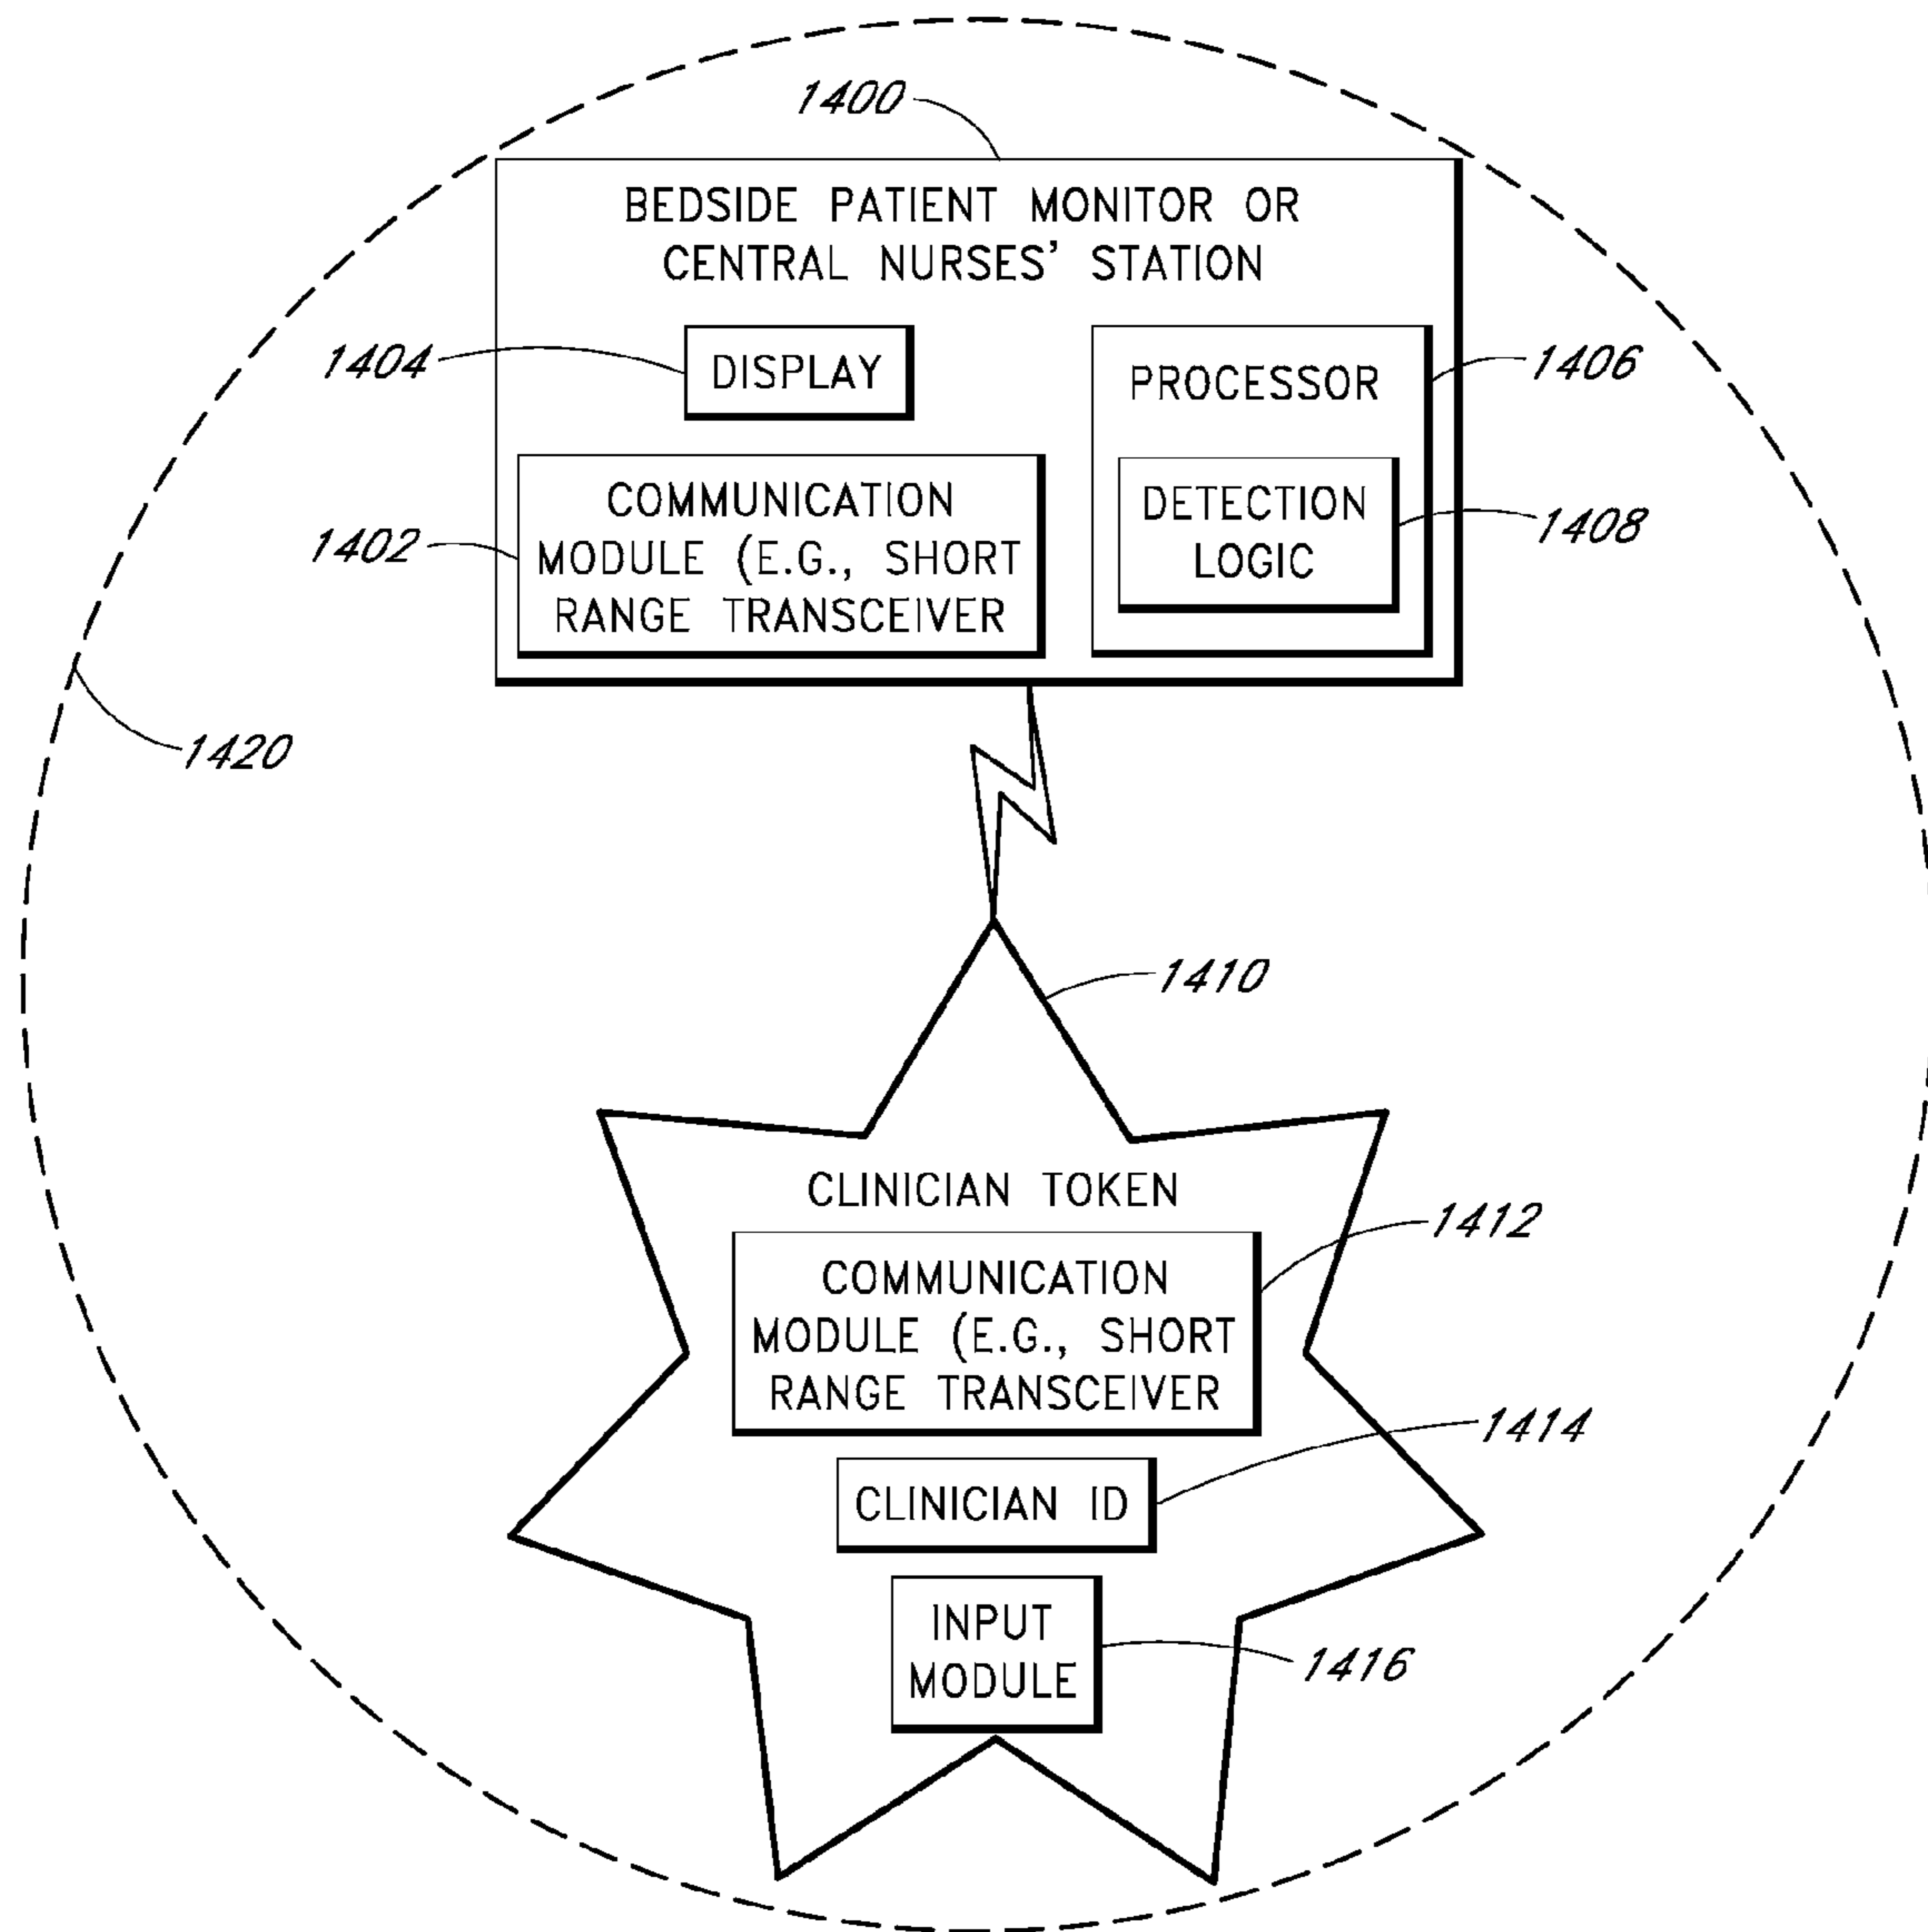 1400
BEDSIDE PATIENT MONITOR OR
CENTRAL NURSES' STATION
1404
DISPLAY
PROCESSOR
1406
1402
COMMUNICATION
MODULE (E.G., SHORT
RANGE TRANSCEIVER
DETECTION
LOGIC
1408
1420
1410
CLINICIAN TOKEN
1412
COMMUNICATION
MODULE (E.G., SHORT
RANGE TRANSCEIVER
1414
CLINICIAN ID
INPUT
MODULE
1416